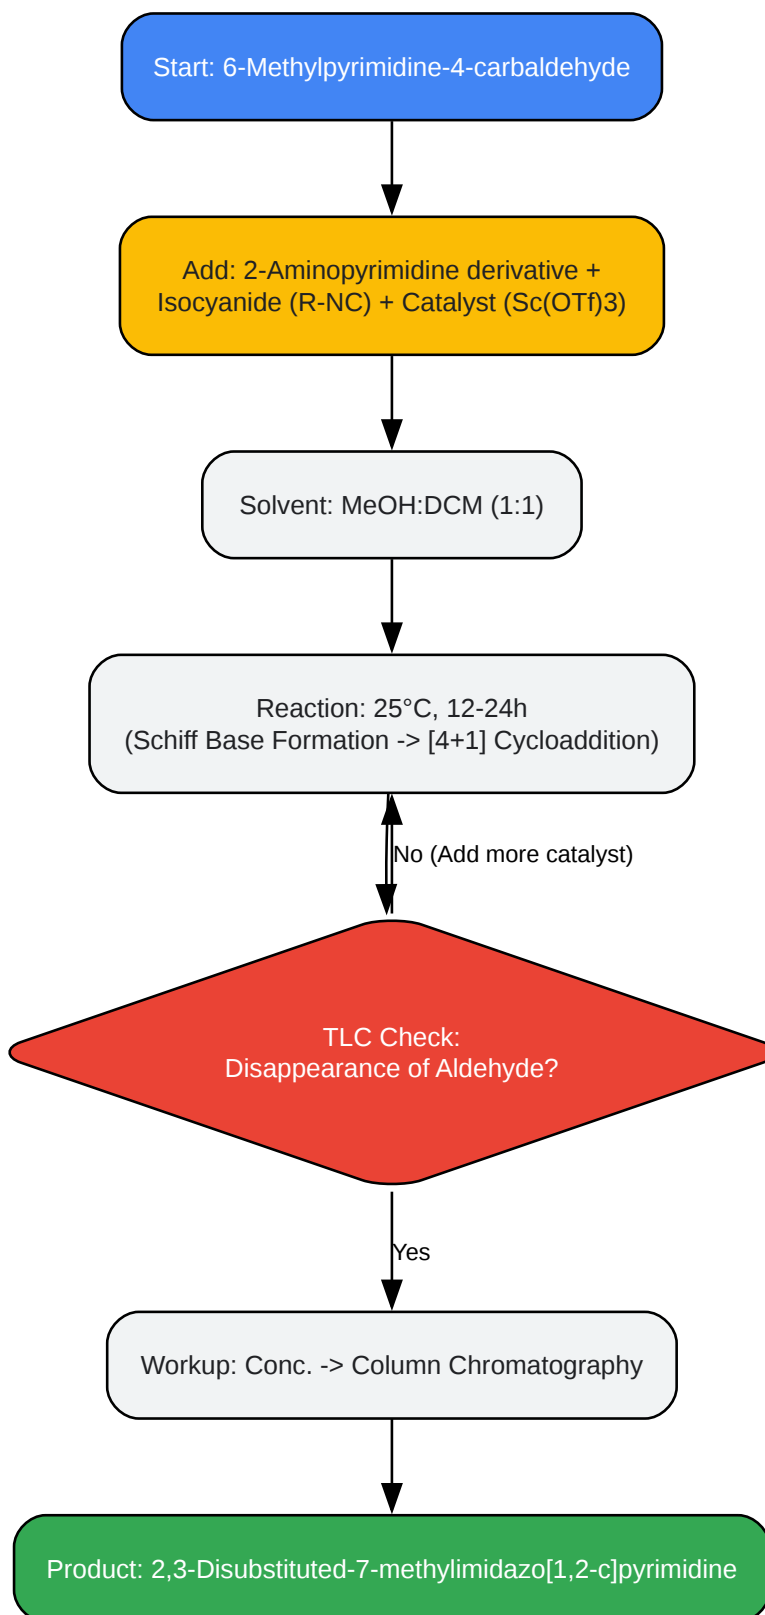 Start: 6-Methylpyrimidine-4-carbaldehyde
Add: 2-Aminopyrimidine derivative +
Isocyanide (R-NC) + Catalyst (Sc(OTf)3)
Solvent: MeOH:DCM (1:1)
Reaction: 25°C, 12-24h
(Schiff Base Formation -> [4+1] Cycloaddition)
No (Add more catalyst)
TLC Check:
Disappearance of Aldehyde?
Yes
Workup: Conc. -> Column Chromatography
Product: 2,3-Disubstituted-7-methylimidazo[1,2-c]pyrimidine